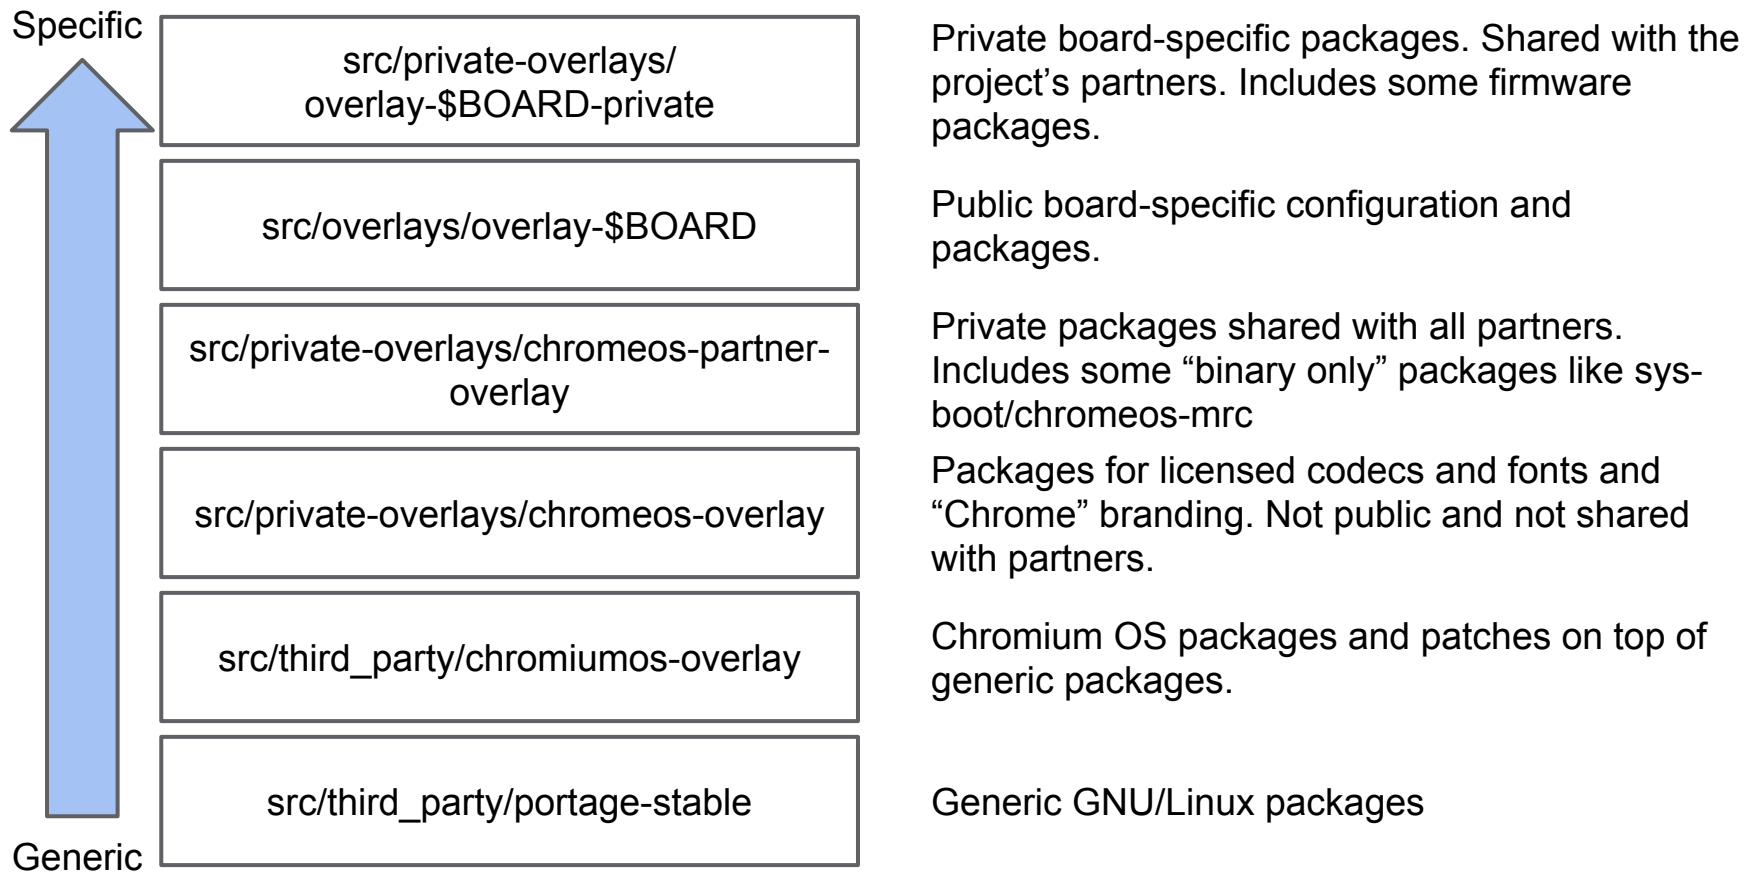 Specific
src/private-overlays/
overlay-$BOARD-private
Private board-specific packages. Shared with the
project’s partners. Includes some firmware
packages.
src/overlays/overlay-$BOARD
Public board-specific configuration and
packages.
src/private-overlays/chromeos-partner-
overlay
Private packages shared with all partners.
Includes some “binary only” packages like sys-
boot/chromeos-mrc
src/private-overlays/chromeos-overlay
Packages for licensed codecs and fonts and
“Chrome” branding. Not public and not shared
with partners.
src/third_party/chromiumos-overlay
Chromium OS packages and patches on top of
generic packages.
src/third_party/portage-stable
Generic GNU/Linux packages
Generic